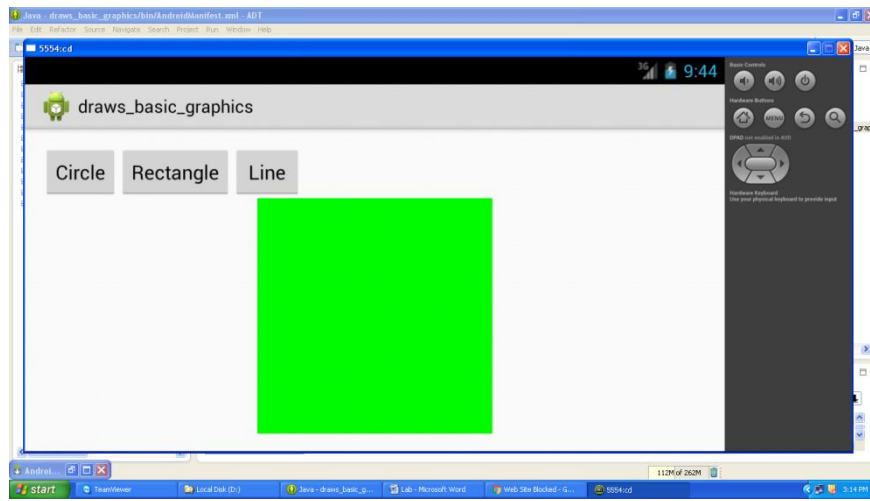 Java - draws_basic_graphics/bin/AndroidManifest.xml - ADT
File Edit Refactor Source Navigate Search Project Run Window Help
5554:cd
Java
3G 9:44
Basic Controls
draws_basic_graphics
Hardware Buttons
MENU
DPAD not enabled in AVD
Circle Rectangle Line
Hardware Keyboard
Use your physical keyboard to provide input
112M of 262M
Androi...
start TeamViewer Local Disk (D:) Java - draws_basic_g... Lab - Microsoft Word Web Site Blocked - G... 5554:cd 3:14 PM